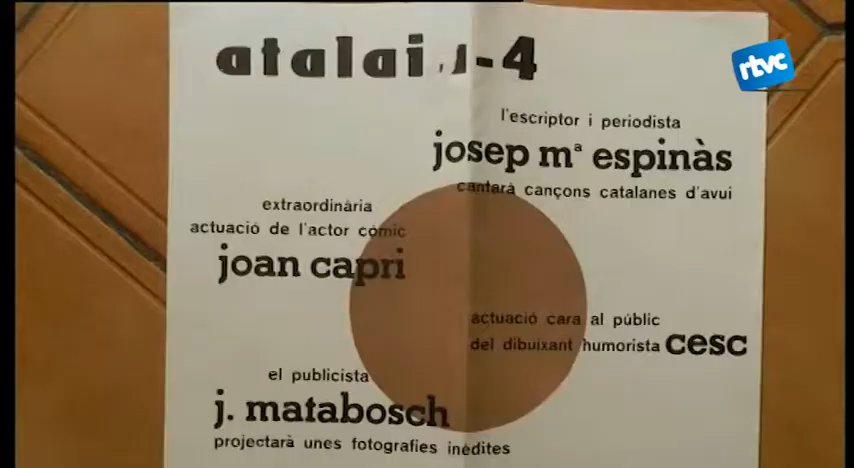 atalaia-4
rtvc
l'escriptor i periodista
josep mª espinàs
cantarà cançons catalanes d'avui
extraordinària
actuació de l'actor còmic
joan capri
actuació cara al públic
del dibuixant humorista cesc
el publicista
j. matabosch
projectarà unes fotografies inèdites